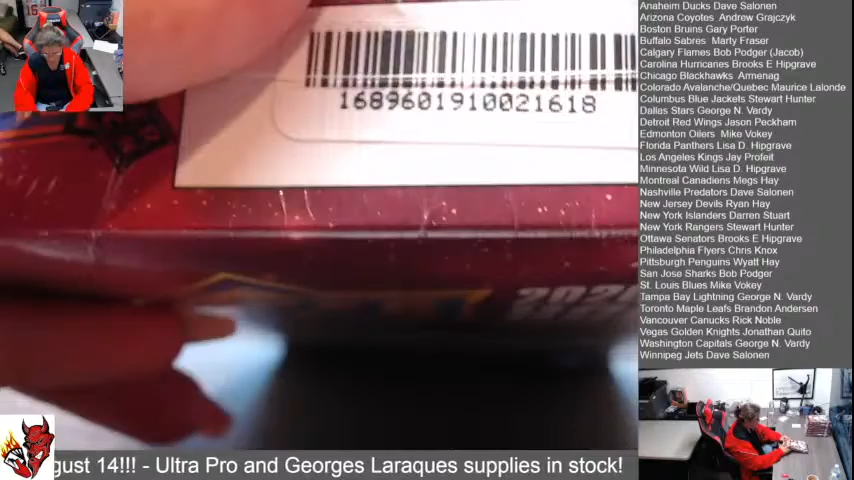 1689601910021618
2020
gust 14!!! - Ultra Pro and Georges Laraques supplies in stock!
Anaheim Ducks Dave Salonen
Arizona Coyotes Andrew Grajczyk
Boston Bruins Gary Porter
Buffalo Sabres Marty Fraser
Calgary Flames Bob Podger (Jacob)
Carolina Hurricanes Brooks E Hipgrave
Chicago Blackhawks Armenag
Colorado Avalanche/Quebec Maurice Lalonde
Columbus Blue Jackets Stewart Hunter
Dallas Stars George N. Vardy
Detroit Red Wings Jason Peckham
Edmonton Oilers Mike Vokey
Florida Panthers Lisa D. Hipgrave
Los Angeles Kings Jay Profeit
Minnesota Wild Lisa D. Hipgrave
Montreal Canadiens Megs Hay
Nashville Predators Dave Salonen
New Jersey Devils Ryan Hay
New York Islanders Darren Stuart
New York Rangers Stewart Hunter
Ottawa Senators Brooks E Hipgrave
Philadelphia Flyers Chris Knox
Pittsburgh Penguins Wyatt Hay
San Jose Sharks Bob Podger
St. Louis Blues Mike Vokey
Tampa Bay Lightning George N. Vardy
Toronto Maple Leafs Brandon Andersen
Vancouver Canucks Rick Noble
Vegas Golden Knights Jonathan Quito
Washington Capitals George N. Vardy
Winnipeg Jets Dave Salonen